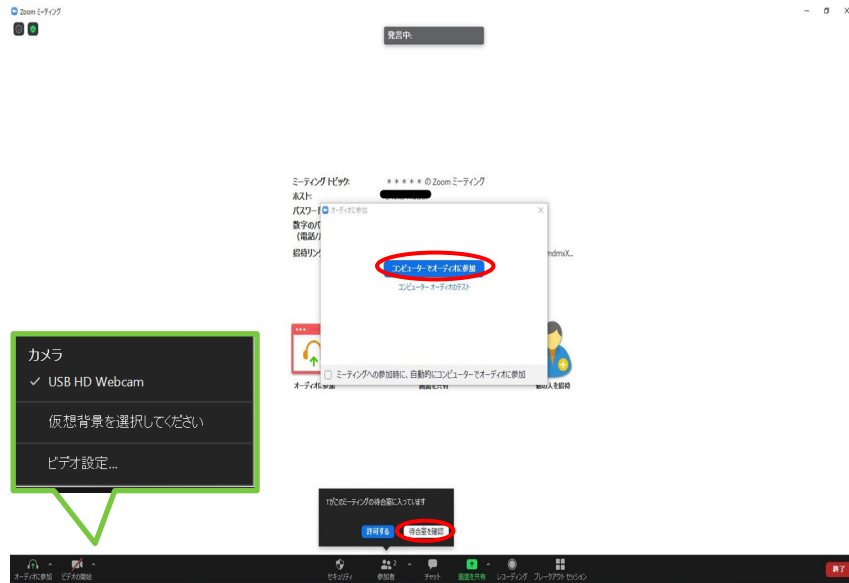 Zoom ミーティング
発言中:
ミーティング トピック: ＊＊＊＊＊ の Zoom ミーティング
ホスト:
パスワード
数字のパ
(電話/
招待リンク
mdmxX...
オーディオに参加
コンピューターでオーディオに参加
コンピューター オーディオのテスト
ミーティングへの参加時に、自動的にコンピューターでオーディオに参加
オーディオに参加
画面を共有
他の人を招待
カメラ
✓ USB HD Webcam
仮想背景を選択してください
ビデオ設定...
Tがこのミーティングの待合室に入っています
許可する 待合室を確認
オーディオに参加 ビデオの開始 セキュリティ 参加者 2 チャット 画面を共有 レコーディング ブレークアウト セッション 終了